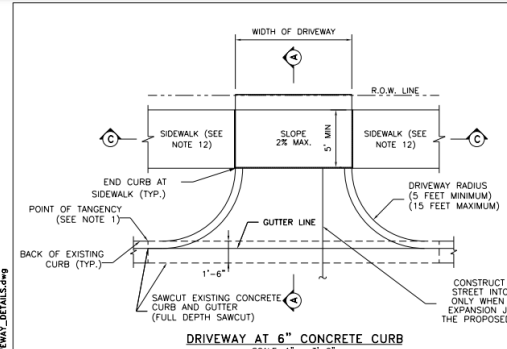 WIDTH OF DRIVEWAY
A
R.O.W. LINE
C
SIDEWALK (SEE
NOTE 12)
SLOPE
2% MAX.
5' MIN
SIDEWALK (SEE
NOTE 12)
C
END CURB AT
SIDEWALK (TYP.)
DRIVEWAY RADIUS
(5 FEET MINIMUM)
(15 FEET MAXIMUM)
POINT OF TANGENCY
(SEE NOTE 1)
GUTTER LINE
BACK OF EXISTING
CURB (TYP.)
1'-6"
SAWCUT EXISTING CONCRETE
CURB AND GUTTER
(FULL DEPTH SAWCUT)
A
CONSTRUCT
STREET INTO
ONLY WHEN
EXPANSION J
THE PROPOSED
DRIVEWAY AT 6" CONCRETE CURB
EWAY_DETAILS.dwg